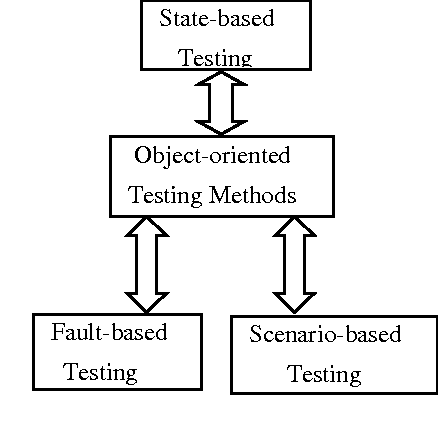 State-based
Testing
Object-oriented
Testing Methods
Fault-based
Testing
Scenario-based
Testing